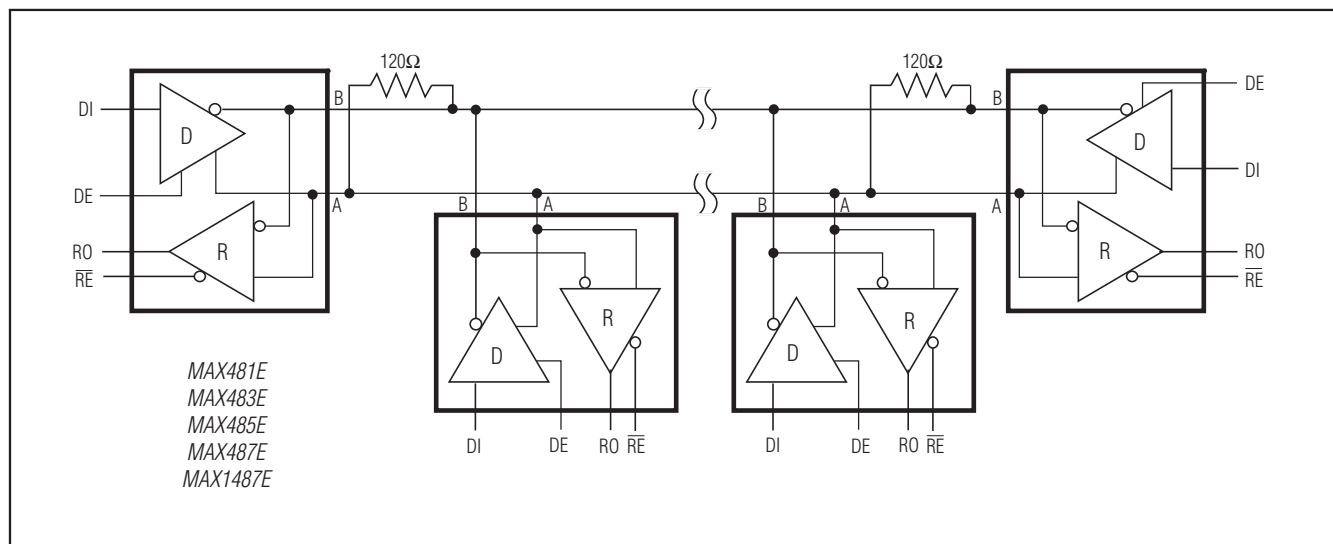 120Ω 120Ω
DI D B B D DE
DI
DE A B A B A A
RO R R RO
RE RE
R R
D D
MAX481E
MAX483E
MAX485E
MAX487E
MAX1487E
DI DE RO RE DI DE RO RE